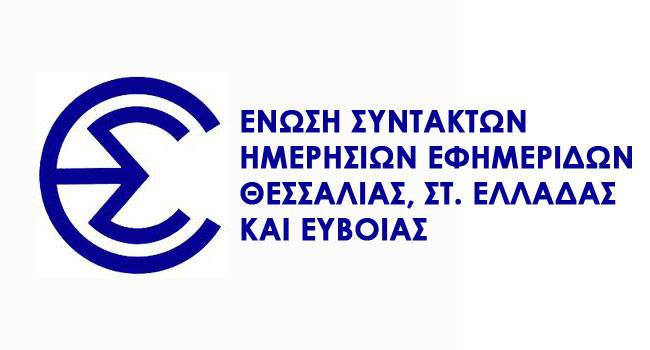 ΕΝΩΣΗ ΣΥΝΤΑΚΤΩΝ
ΗΜΕΡΗΣΙΩΝ ΕΦΗΜΕΡΙΔΩΝ
ΘΕΣΣΑΛΙΑΣ, ΣΤ. ΕΛΛΑΔΑΣ
ΚΑΙ ΕΥΒΟΙΑΣ